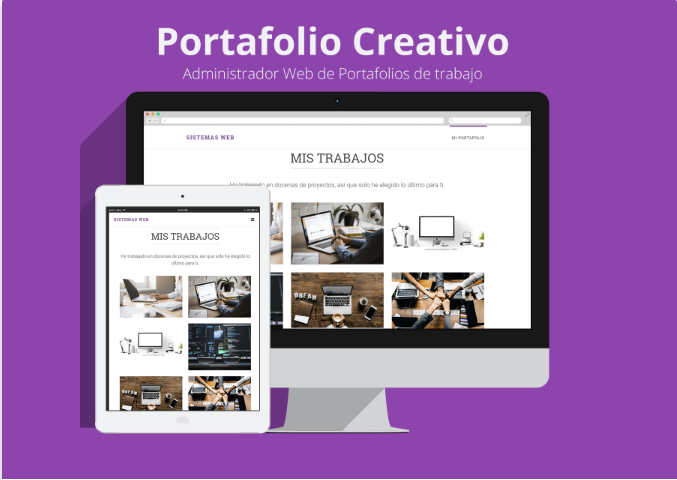 Portafolio Creativo
Administrador Web de Portafolios de trabajo
SISTEMAS WEB
MI PORTAFOLIO
MIS TRABAJOS
He trabajado en docenas de proyectos, así que solo he elegido lo último para ti.
SISTEMAS WEB
MIS TRABAJOS
He trabajado en docenas de proyectos, así que solo he elegido lo
último para ti.
DREAM